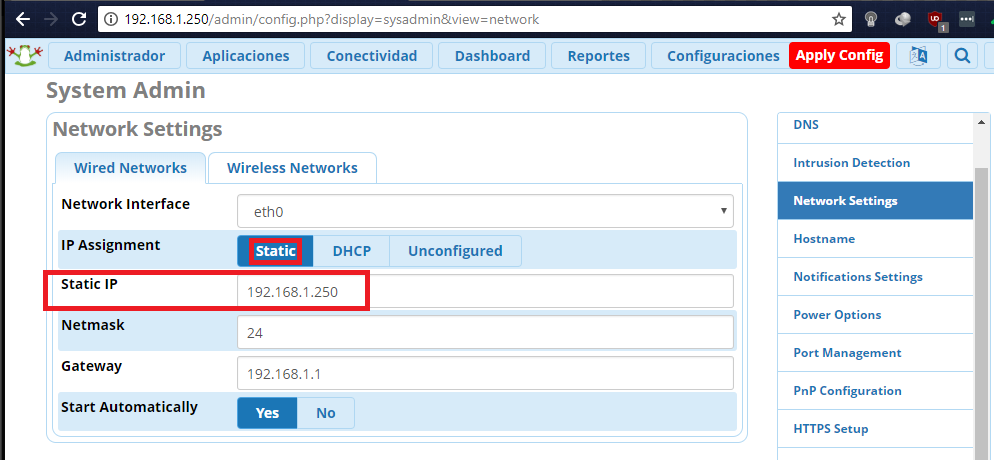 192.168.1.250/admin/config.php?display=sysadmin&view=network
1
Administrador Aplicaciones Conectividad Dashboard Reportes Configuraciones Apply Config
System Admin
Network Settings
Wired Networks Wireless Networks
Network Interface eth0
IP Assignment Static DHCP Unconfigured
Static IP 192.168.1.250
Netmask 24
Gateway 192.168.1.1
Start Automatically Yes No
DNS
Intrusion Detection
Network Settings
Hostname
Notifications Settings
Power Options
Port Management
PnP Configuration
HTTPS Setup